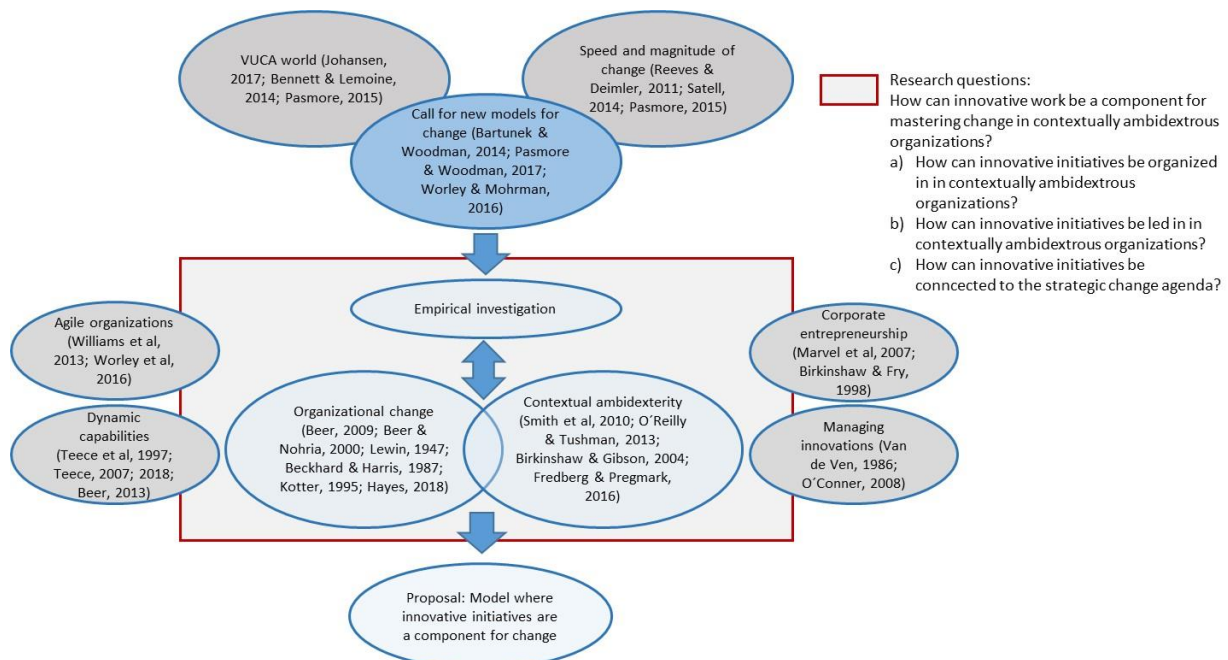 VUCA world (Johansen,
2017; Bennett & Lemoine,
2014; Pasmore, 2015)
Speed and magnitude of
change (Reeves &
Deimler, 2011; Satell,
2014; Pasmore, 2015)
Call for new models for
change (Bartunek &
Woodman, 2014; Pasmore
& Woodman, 2017;
Worley & Mohrman,
2016)
Research questions:
How can innovative work be a component for
mastering change in contextually ambidextrous
organizations?
a) How can innovative initiatives be organized
in in contextually ambidextrous
organizations?
b) How can innovative initiatives be led in in
contextually ambidextrous organizations?
c) How can innovative initiatives be
conncected to the strategic change agenda?
Empirical investigation
Agile organizations
(Williams et al,
2013; Worley et al,
2016)
Dynamic
capabilities
(Teece et al, 1997;
Teece, 2007; 2018;
Beer, 2013)
Organizational change
(Beer, 2009; Beer &
Nohria, 2000; Lewin, 1947;
Beckhard & Harris, 1987;
Kotter, 1995; Hayes, 2018)
Contextual ambidexterity
(Smith et al, 2010; O´Reilly
& Tushman, 2013;
Birkinshaw & Gibson, 2004;
Fredberg & Pregmark,
2016)
Corporate
entrepreneurship
(Marvel et al, 2007;
Birkinshaw & Fry,
1998)
Managing
innovations (Van
de Ven, 1986;
O´Conner, 2008)
Proposal: Model where
innovative initiatives are
a component for change